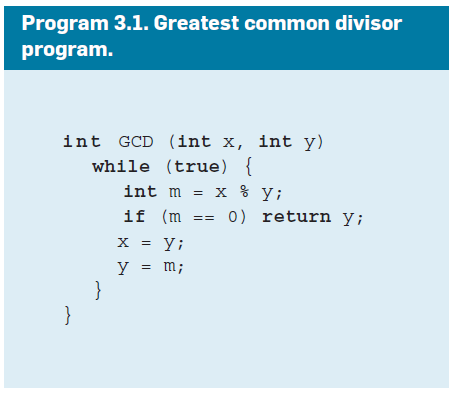 Program 3.1. Greatest common divisor
program.
int GCD (int x, int y)
while (true) {
int m = x % y;
if (m == 0) return y;
x = y;
y = m;
}
}